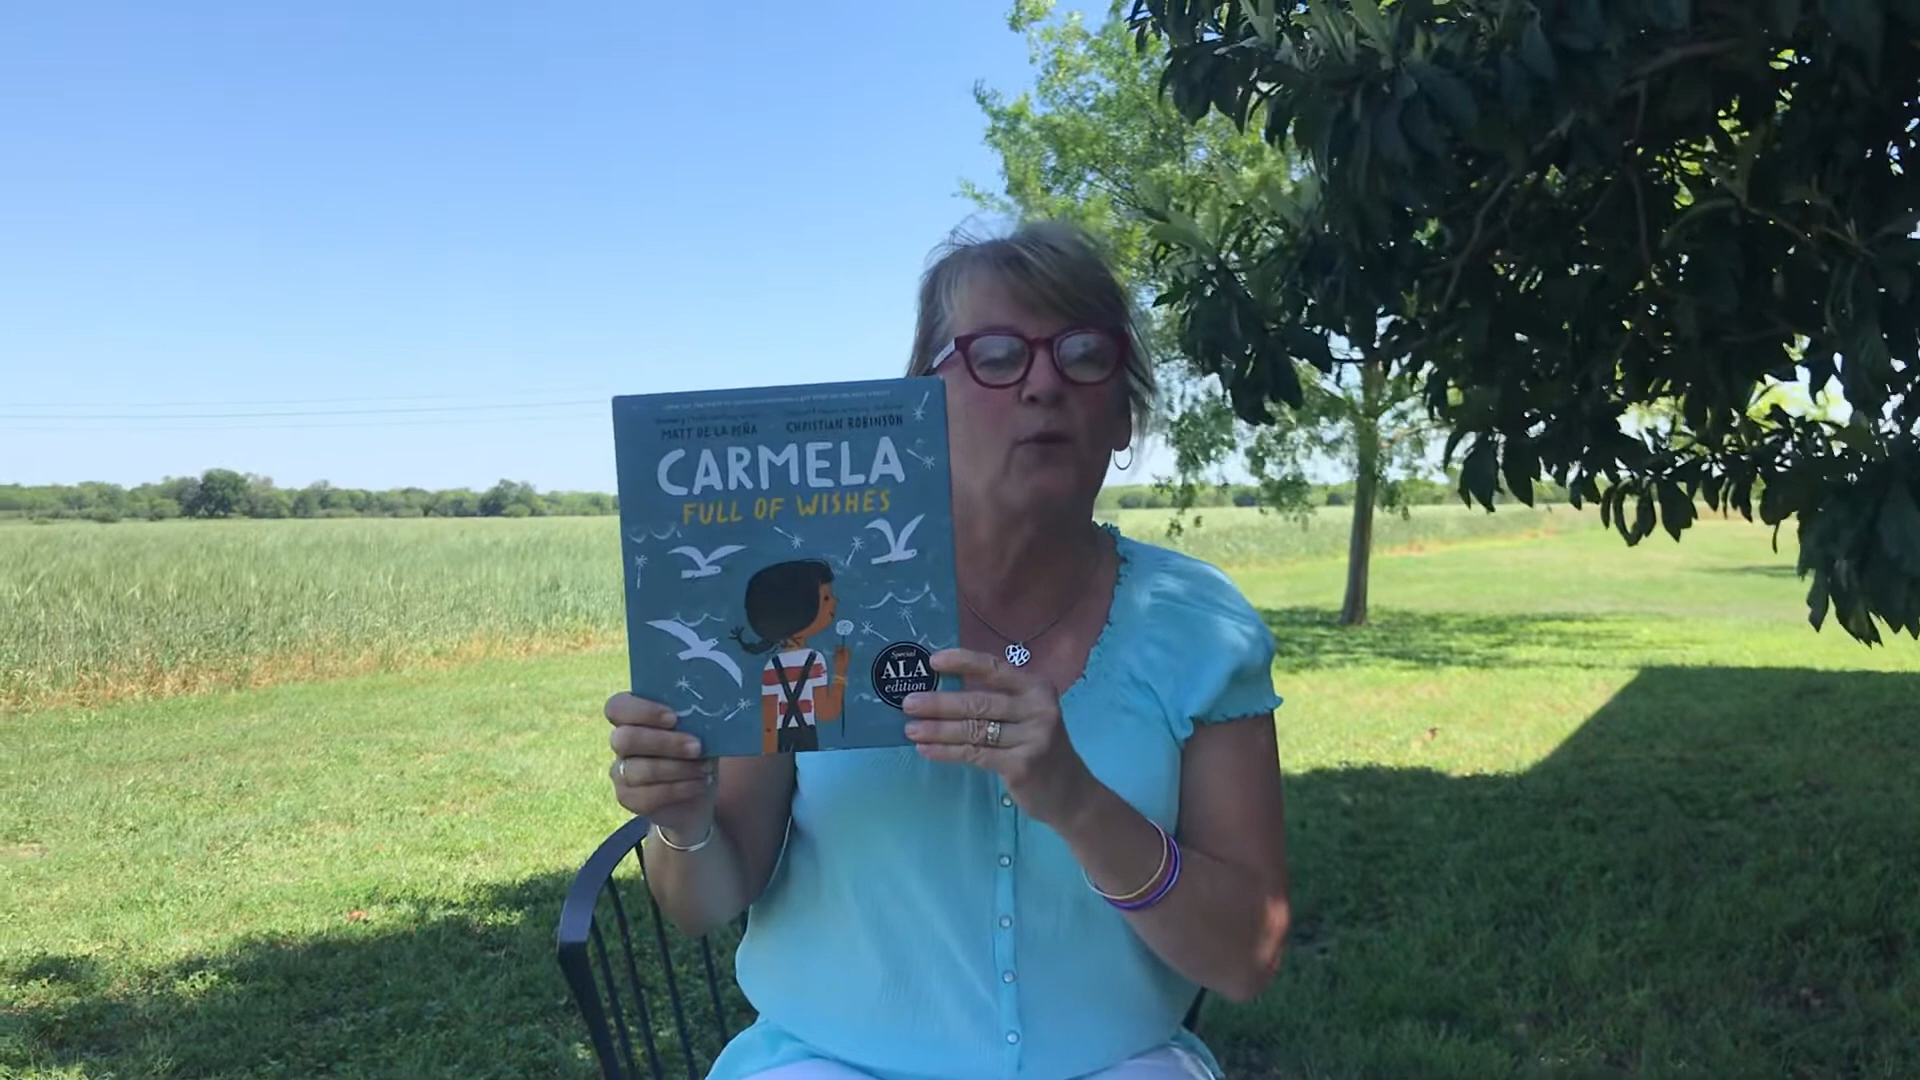 MATT DE LA PEÑA
CHRISTIAN ROBINSON
CARMELA
FULL OF WISHES
Special
ALA
edition